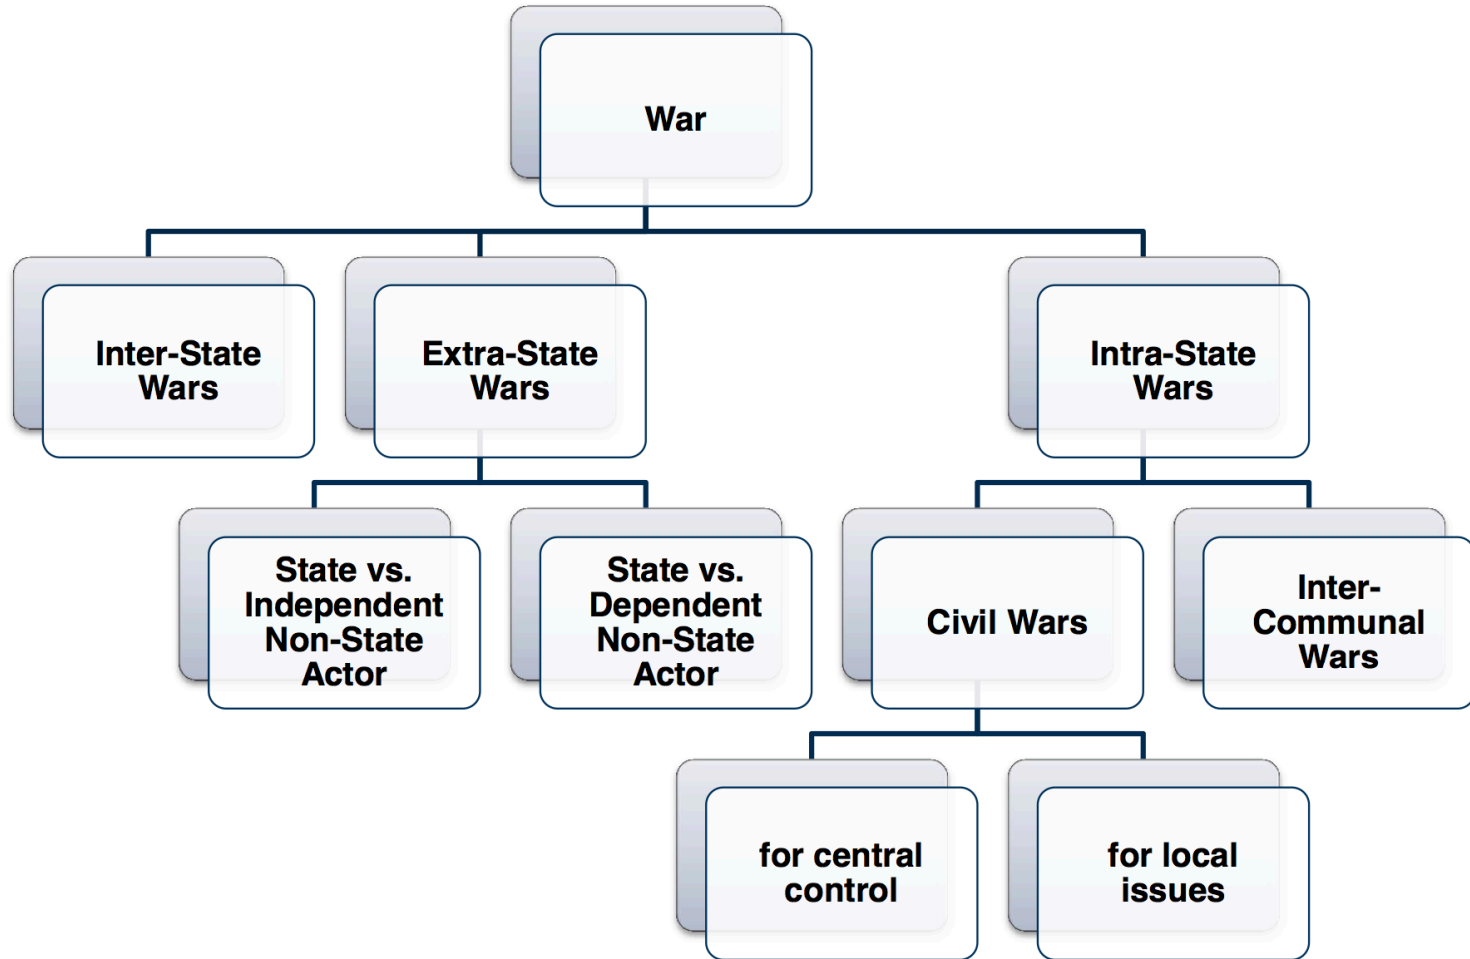 War
Inter-State
Wars
Extra-State
Wars
Intra-State
Wars
State vs.
Independent
Non-State
Actor
State vs.
Dependent
Non-State
Actor
Civil Wars
Inter-
Communal
Wars
for central
control
for local
issues